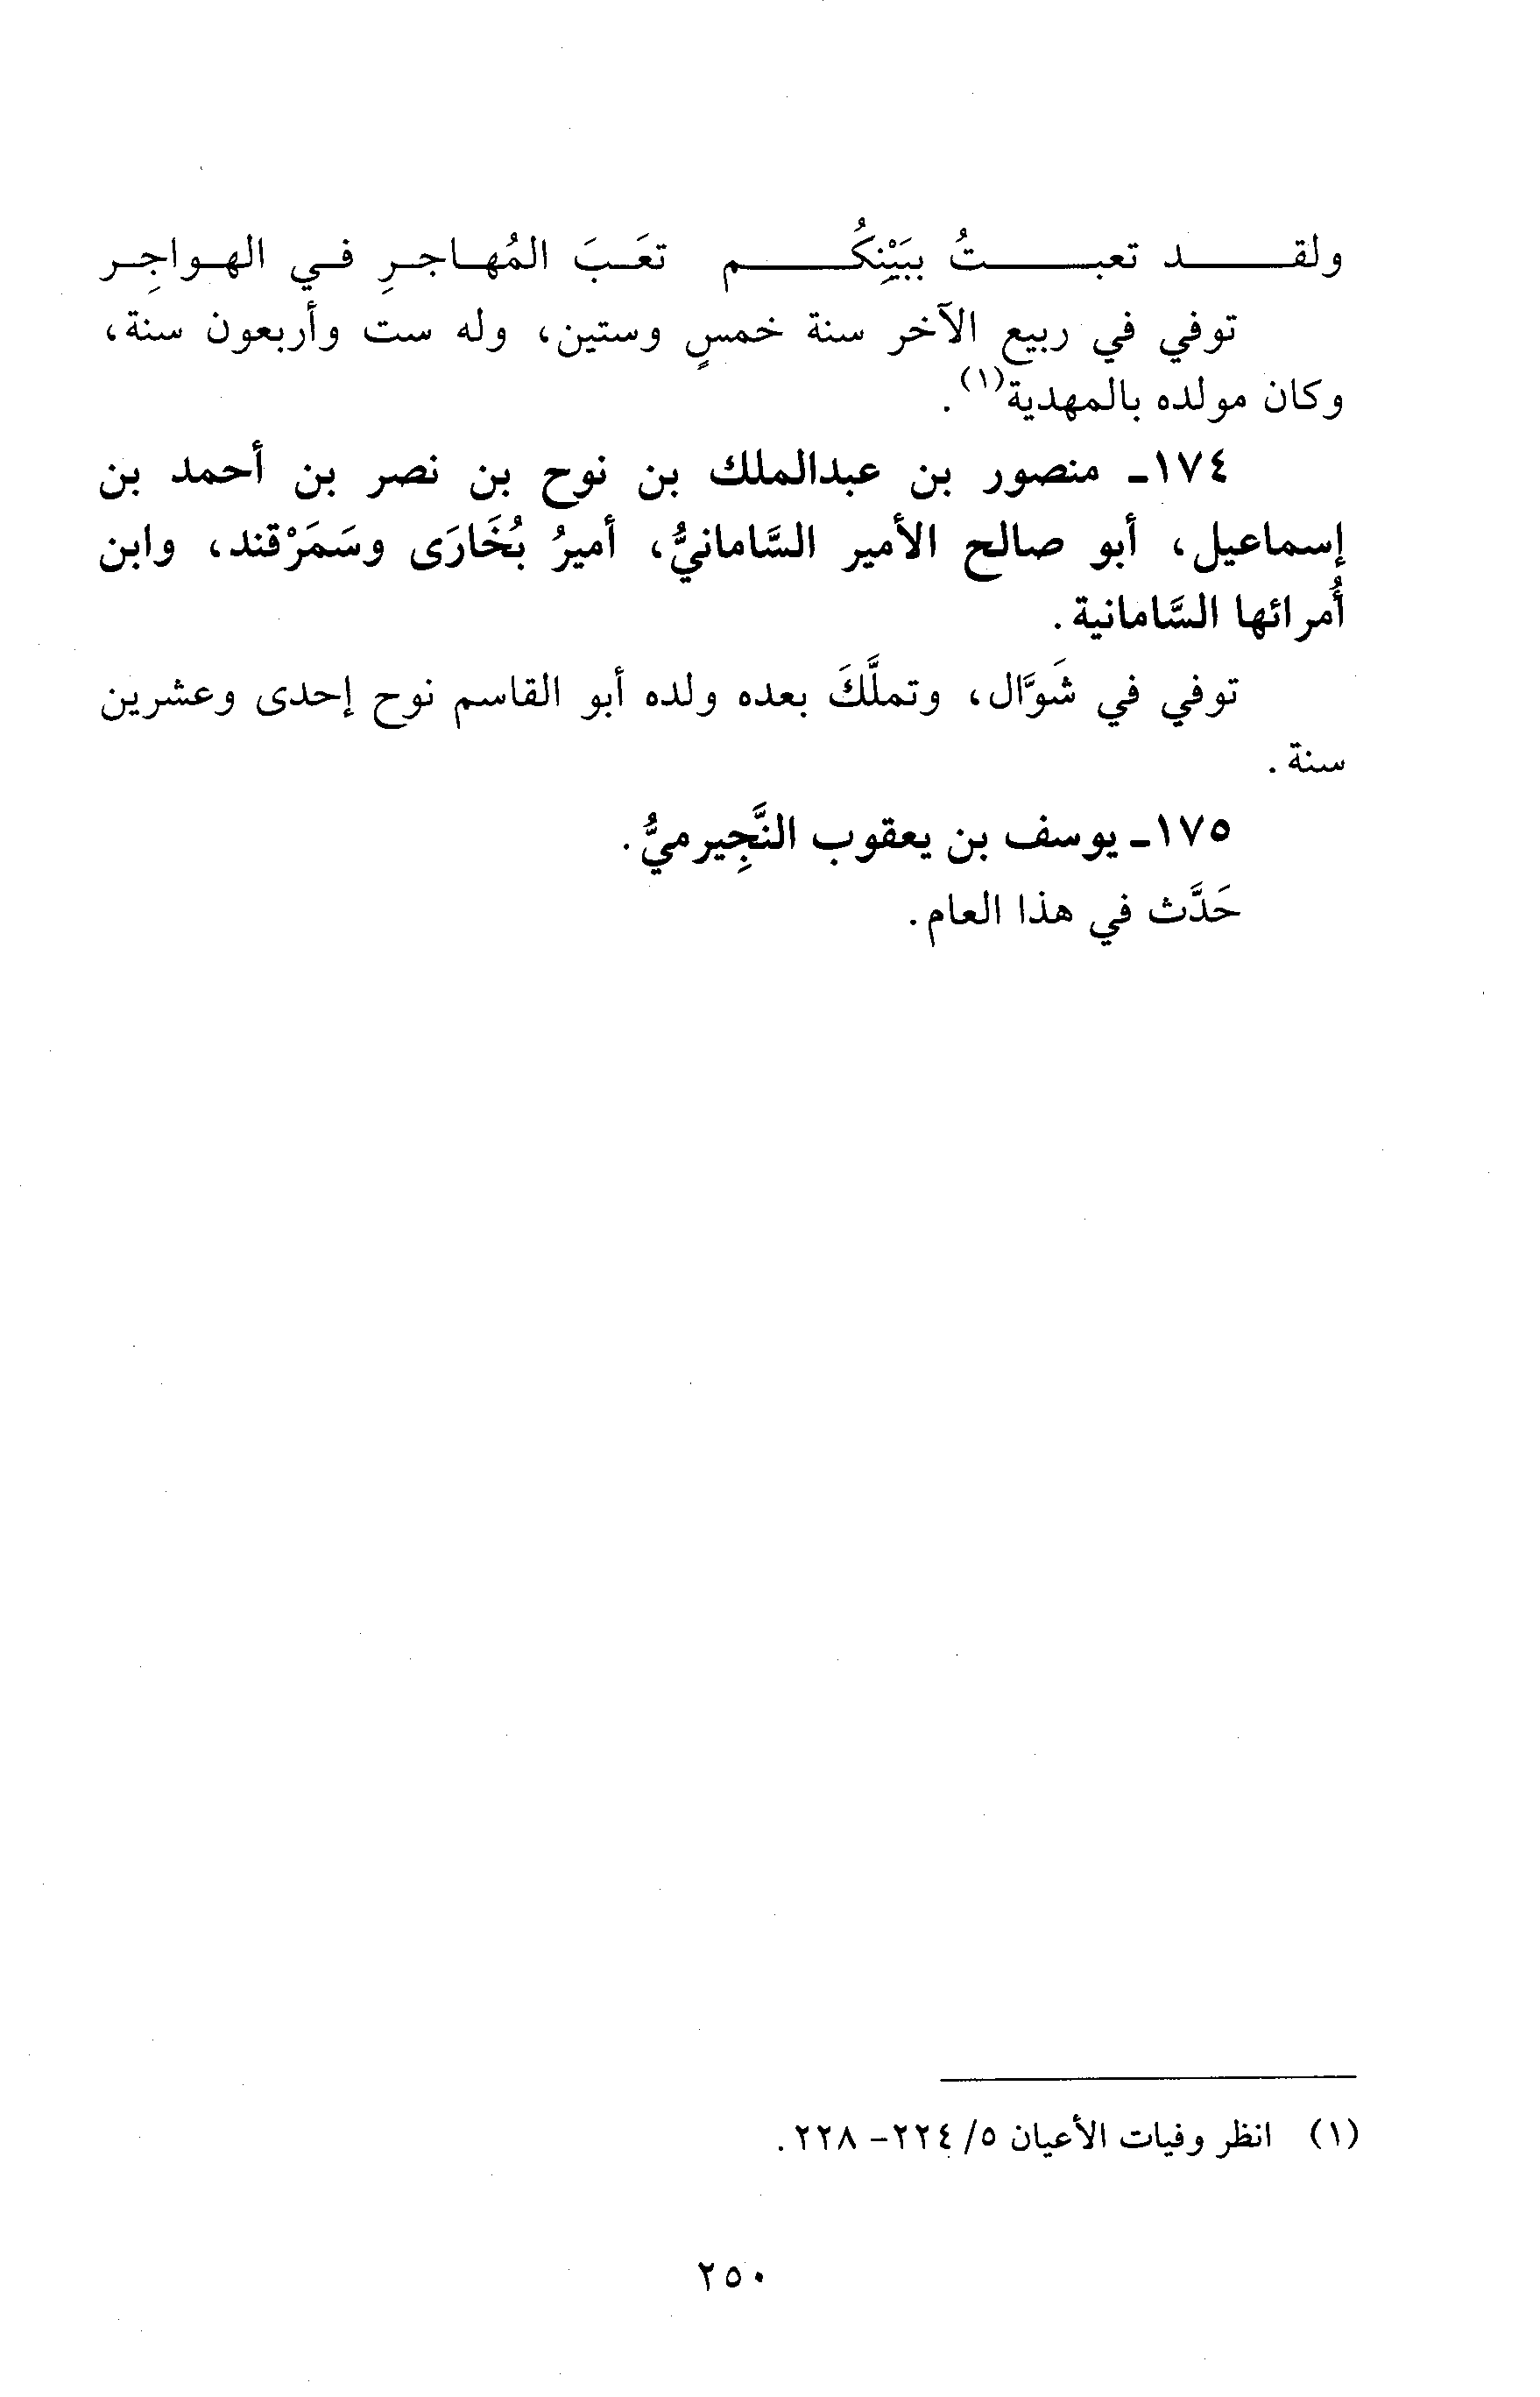 ولقد تعبتُ ببَيْنِكُم تعَبَ المُهاجرِ في الهواجِر
توفي في ربيع الآخر سنة خمسٍ وستين، وله ست وأربعون سنة،
وكان مولده بالمهدية(١).
١٧٤- منصور بن عبدالملك بن نوح بن نصر بن أحمد بن
إسماعيل، أبو صالح الأمير السَّامانيُّ، أميرُ بُخَارَى وسَمَرْقند، وابن
أُمرائها السَّامانية.
توفي في شَوَّال، وتملَّكَ بعده ولده أبو القاسم نوح إحدى وعشرين
سنة.
١٧٥- يوسف بن يعقوب النَّجِيرميُّ.
حَدَّث في هذا العام.
(١) انظر وفيات الأعيان ٥/ ٢٢٤- ٢٢٨.
٢٥٠